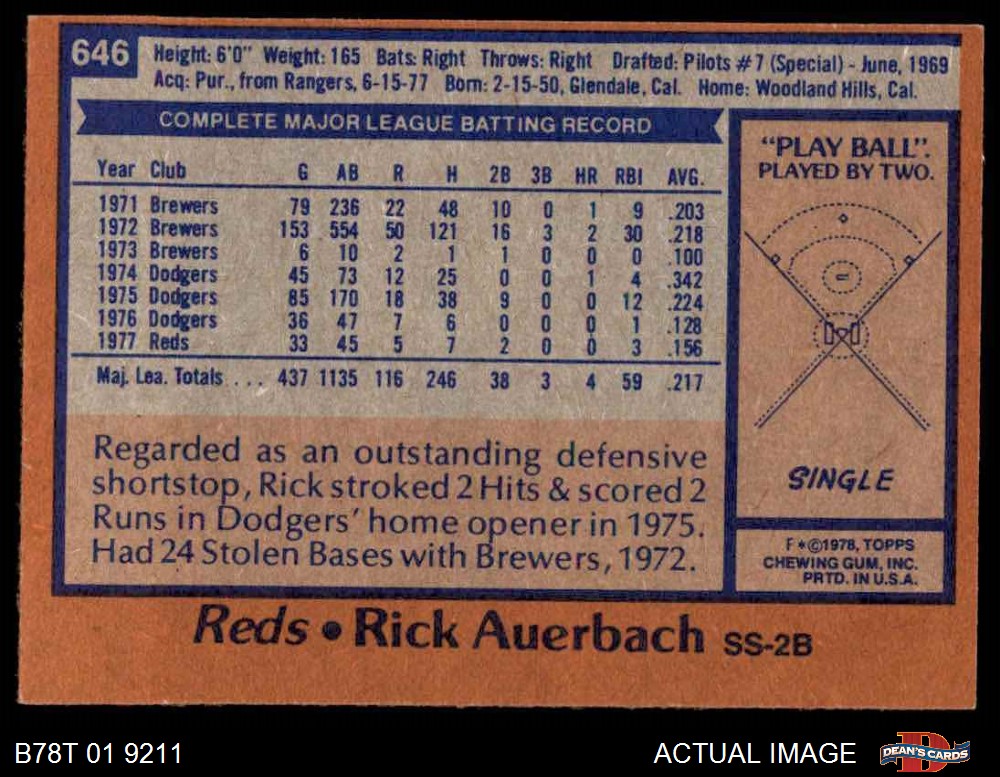 646
Height: 6'0" Weight: 165 Bats: Right Throws: Right Drafted: Pilots #7 (Special) - June, 1969
Acq: Pur., from Rangers, 6-15-77 Born: 2-15-50, Glendale, Cal. Home: Woodland Hills, Cal.
COMPLETE MAJOR LEAGUE BATTING RECORD
Year Club G AB R H 2B 3B HR RBI AVG.
1971 Brewers 79 236 22 48 10 0 1 9 .203
1972 Brewers 153 554 50 121 16 3 2 30 .218
1973 Brewers 6 10 2 1 1 0 0 0 .100
1974 Dodgers 45 73 12 25 0 0 1 4 .342
1975 Dodgers 85 170 18 38 9 0 0 12 .224
1976 Dodgers 36 47 7 6 0 0 0 1 .128
1977 Reds 33 45 5 7 2 0 0 3 .156
Maj. Lea. Totals .... 437 1135 116 246 38 3 4 59 .217
Regarded as an outstanding defensive
shortstop, Rick stroked 2 Hits & scored 2
Runs in Dodgers' home opener in 1975.
Had 24 Stolen Bases with Brewers, 1972.
"PLAY BALL".
PLAYED BY TWO.
SINGLE
F*©1978, TOPPS
CHEWING GUM, INC.
PRTD. IN U.S.A.
Reds • Rick Auerbach SS-2B
B78T 01 9211
ACTUAL IMAGE
DEAN'S CARDS